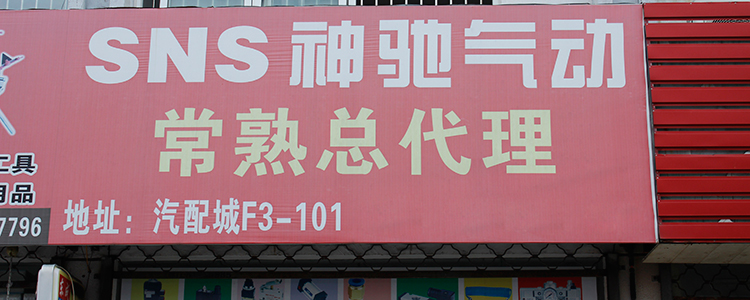 SNS 神驰气动
常熟总代理
工具
用品
7796
地址: 汽配城F3-101